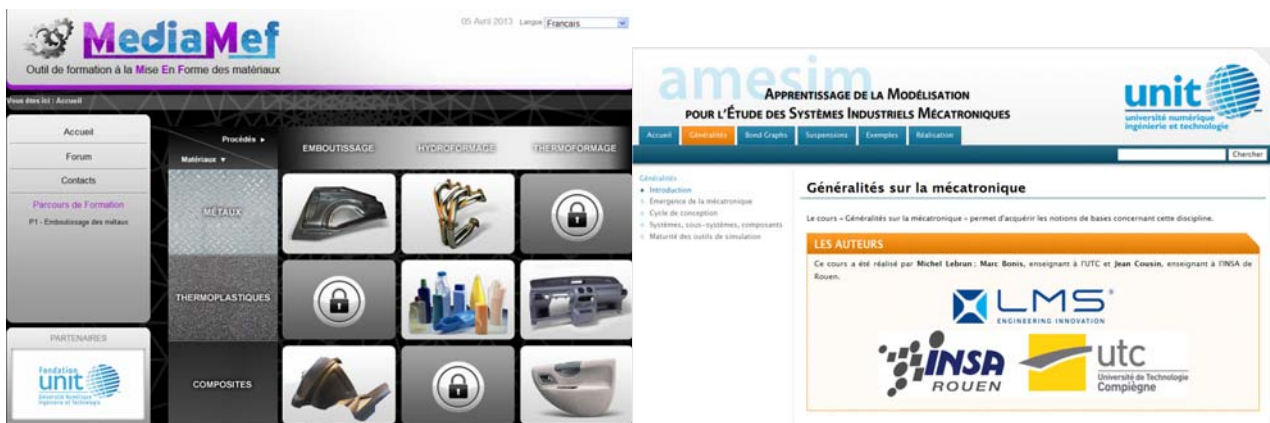 MediaMef
Outil de formation à la Mise En Forme des matériaux
05 Avril 2013 Langue Francais
Vous êtes ici : Accueil
Accueil
Forum
Contacts
Parcours de Formation
P1 - Emboutissage des métaux
PARTENAIRES
Fondation
unit
Université Numérique
Ingénierie et Technologie
Procédés
Matériaux
EMBOUTISSAGE
HYDROFORMAGE
THERMOFORMAGE
MÉTAUX
THERMOPLASTIQUES
COMPOSITES
amesim
APPRENTISSAGE DE LA MODÉLISATION
POUR L'ÉTUDE DES SYSTÈMES INDUSTRIELS MÉCATRONIQUES
unit
université numérique
ingénierie et technologie
Accueil Généralités Bond Graphs Suspensions Exemples Réalisation
Chercher
Généralités
Introduction
Emergence de la mécatronique
Cycle de conception
Systèmes, sous-systèmes, composants
Maturité des outils de simulation
Généralités sur la mécatronique
Le cours « Généralités sur la mécatronique » permet d'acquérir les notions de bases concernant cette discipline.
LES AUTEURS
Ce cours a été réalisé par Michel Lebrun ; Marc Bonis, enseignant à l'UTC et Jean Cousin, enseignant à l'INSA de
Rouen.
LMS
ENGINEERING INNOVATION
INSA
ROUEN
utc
Université de Technologie
Compiègne